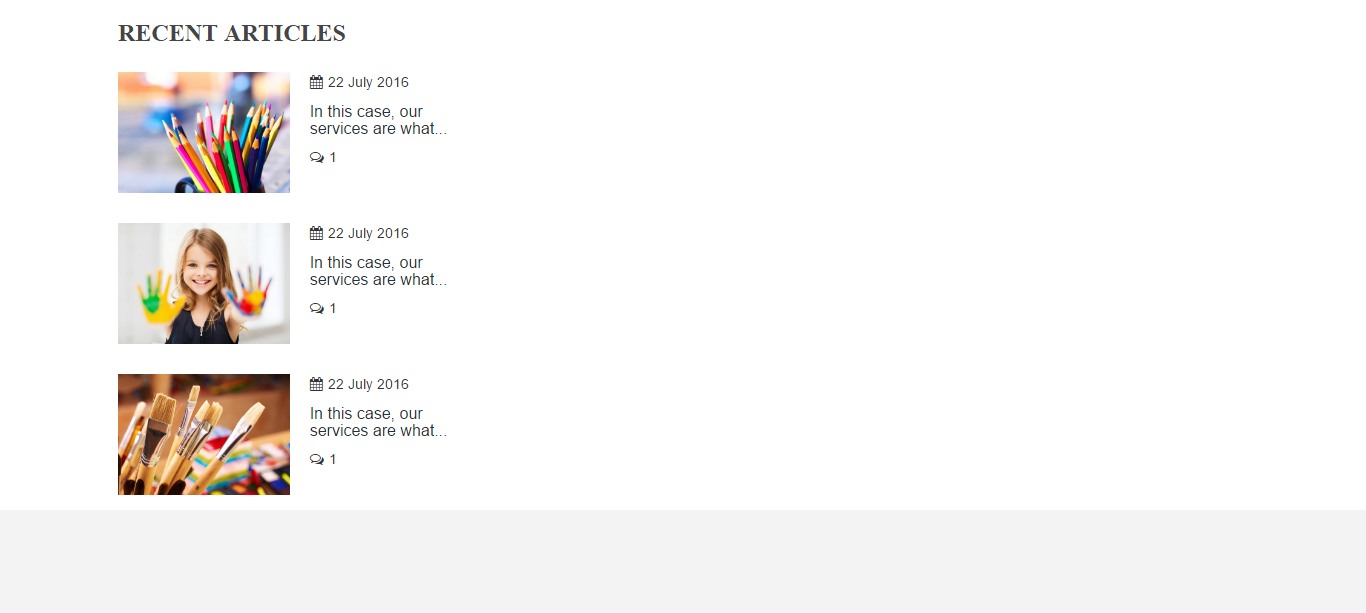 RECENT ARTICLES
22 July 2016
In this case, our
services are what...
1
22 July 2016
In this case, our
services are what...
1
22 July 2016
In this case, our
services are what...
1